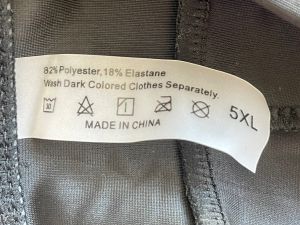 82% Polyester, 18% Elastane
Wash Dark Colored Clothes Separately.
5XL
MADE IN CHINA